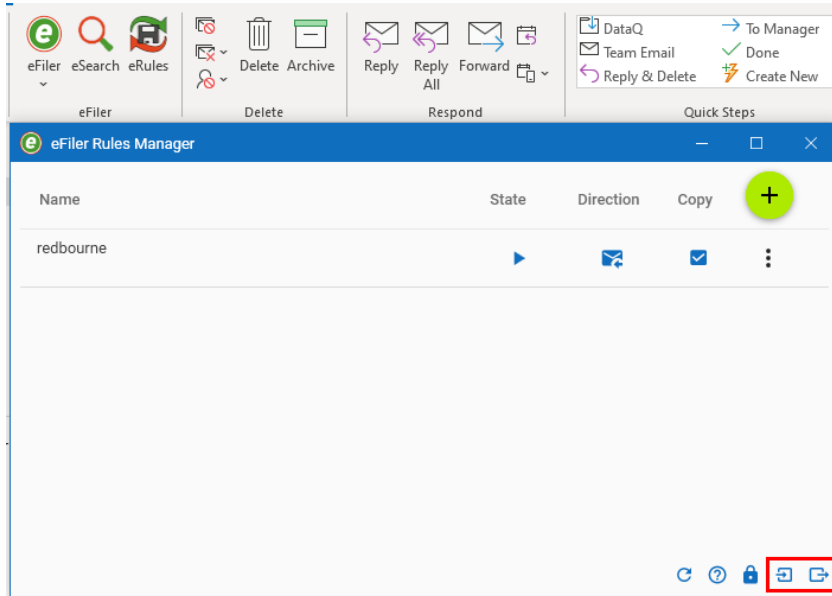 DataQ
To Manager
Team Email
Done
eFiler eSearch eRules
Delete Archive
Reply Reply All Forward
Reply & Delete
Create New
eFiler
Delete
Respond
Quick Steps
eFiler Rules Manager
Name State Direction Copy
redbourne